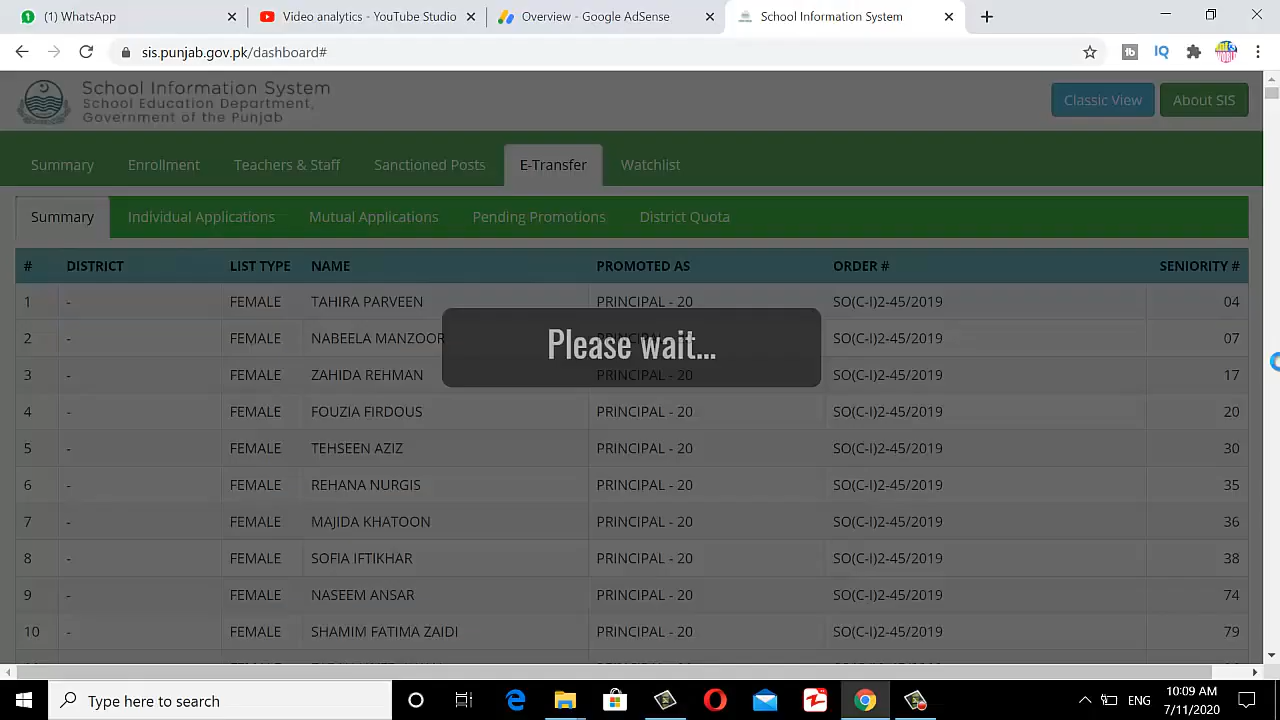 (1) WhatsApp
Video analytics - YouTube Studio
Overview - Google AdSense
School Information System
sis.punjab.gov.pk/dashboard#
tb
IQ
School Information System
School Education Department,
Government of the Punjab
Classic View
About SIS
Summary Enrollment Teachers & Staff Sanctioned Posts E-Transfer Watchlist
Summary Individual Applications Mutual Applications Pending Promotions District Quota
# DISTRICT LIST TYPE NAME PROMOTED AS ORDER # SENIORITY #
1 - FEMALE TAHIRA PARVEEN PRINCIPAL - 20 SO(C-I)2-45/2019 04
2 - FEMALE NABEELA MANZOOR SO(C-I)2-45/2019 07
Please wait...
3 - FEMALE ZAHIDA REHMAN PRINCIPAL - 20 SO(C-I)2-45/2019 17
4 - FEMALE FOUZIA FIRDOUS PRINCIPAL - 20 SO(C-I)2-45/2019 20
5 - FEMALE TEHSEEN AZIZ PRINCIPAL - 20 SO(C-I)2-45/2019 30
6 - FEMALE REHANA NURGIS PRINCIPAL - 20 SO(C-I)2-45/2019 35
7 - FEMALE MAJIDA KHATOON PRINCIPAL - 20 SO(C-I)2-45/2019 36
8 - FEMALE SOFIA IFTIKHAR PRINCIPAL - 20 SO(C-I)2-45/2019 38
9 - FEMALE NASEEM ANSAR PRINCIPAL - 20 SO(C-I)2-45/2019 74
10 - FEMALE SHAMIM FATIMA ZAIDI PRINCIPAL - 20 SO(C-I)2-45/2019 79
Type here to search
ENG
10:09 AM
7/11/2020